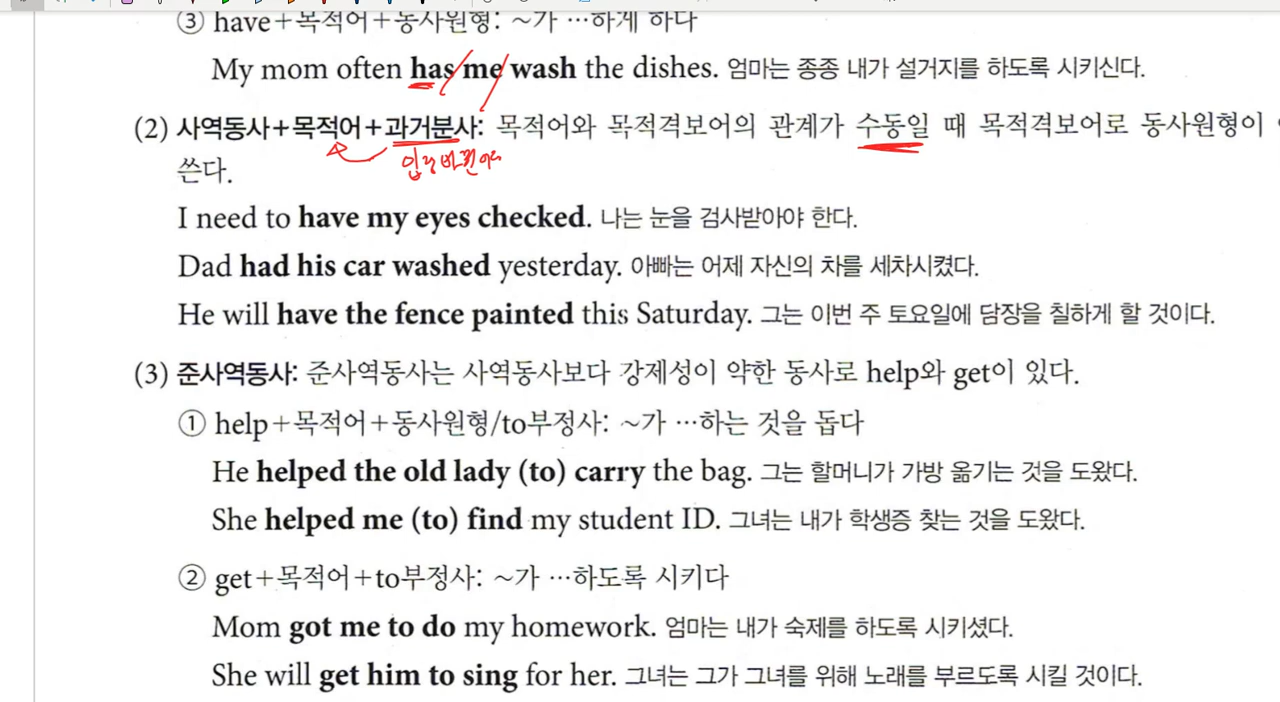 ③ have+목적어+동사원형: ~가 …하게 하다
My mom often has me wash the dishes. 엄마는 종종 내가 설거지를 하도록 시키신다.
(2) 사역동사+목적어+과거분사: 목적어와 목적격보어의 관계가 수동일 때 목적격보어로 동사원형이
쓴다.
I need to have my eyes checked. 나는 눈을 검사받아야 한다.
Dad had his car washed yesterday. 아빠는 어제 자신의 차를 세차시켰다.
He will have the fence painted this Saturday. 그는 이번 주 토요일에 담장을 칠하게 할 것이다.
(3) 준사역동사: 준사역동사는 사역동사보다 강제성이 약한 동사로 help와 get이 있다.
① help+목적어+동사원형/to부정사: ~가 …하는 것을 돕다
He helped the old lady (to) carry the bag. 그는 할머니가 가방 옮기는 것을 도왔다.
She helped me (to) find my student ID. 그녀는 내가 학생증 찾는 것을 도왔다.
② get+목적어+to부정사: ~가 …하도록 시키다
Mom got me to do my homework. 엄마는 내가 숙제를 하도록 시키셨다.
She will get him to sing for her. 그녀는 그가 그녀를 위해 노래를 부르도록 시킬 것이다.